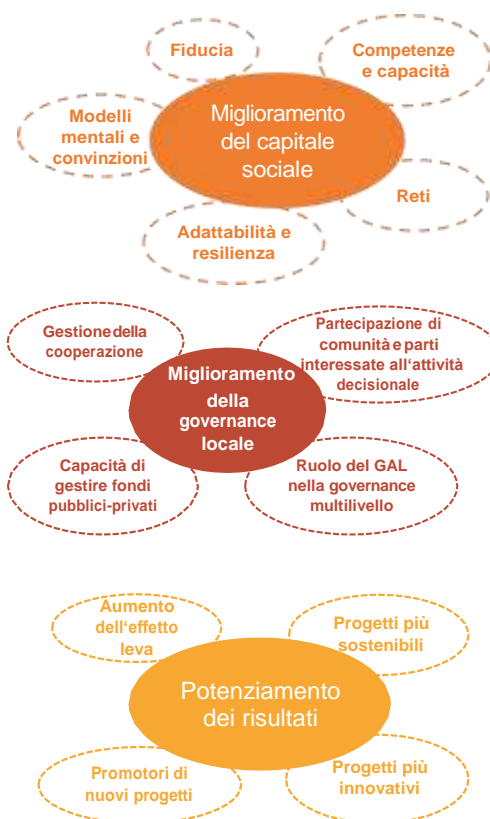 Fiducia
Competenze
e capacità
Miglioramento
del capitale
sociale
Modelli
mentali e
convinzioni
Reti
Adattabilità e
resilienza
Gestione della
cooperazione
Partecipazione di
comunità e parti
interessate all'attività
decisionale
Miglioramento
della
governance
locale
Capacità di
gestire fondi
pubblici-privati
Ruolo del GAL
nella governance
multilivello
Aumento
dell'effetto
leva
Progetti più
sostenibili
Potenziamento
dei risultati
Promotori di
nuovi progetti
Progetti più
innovativi